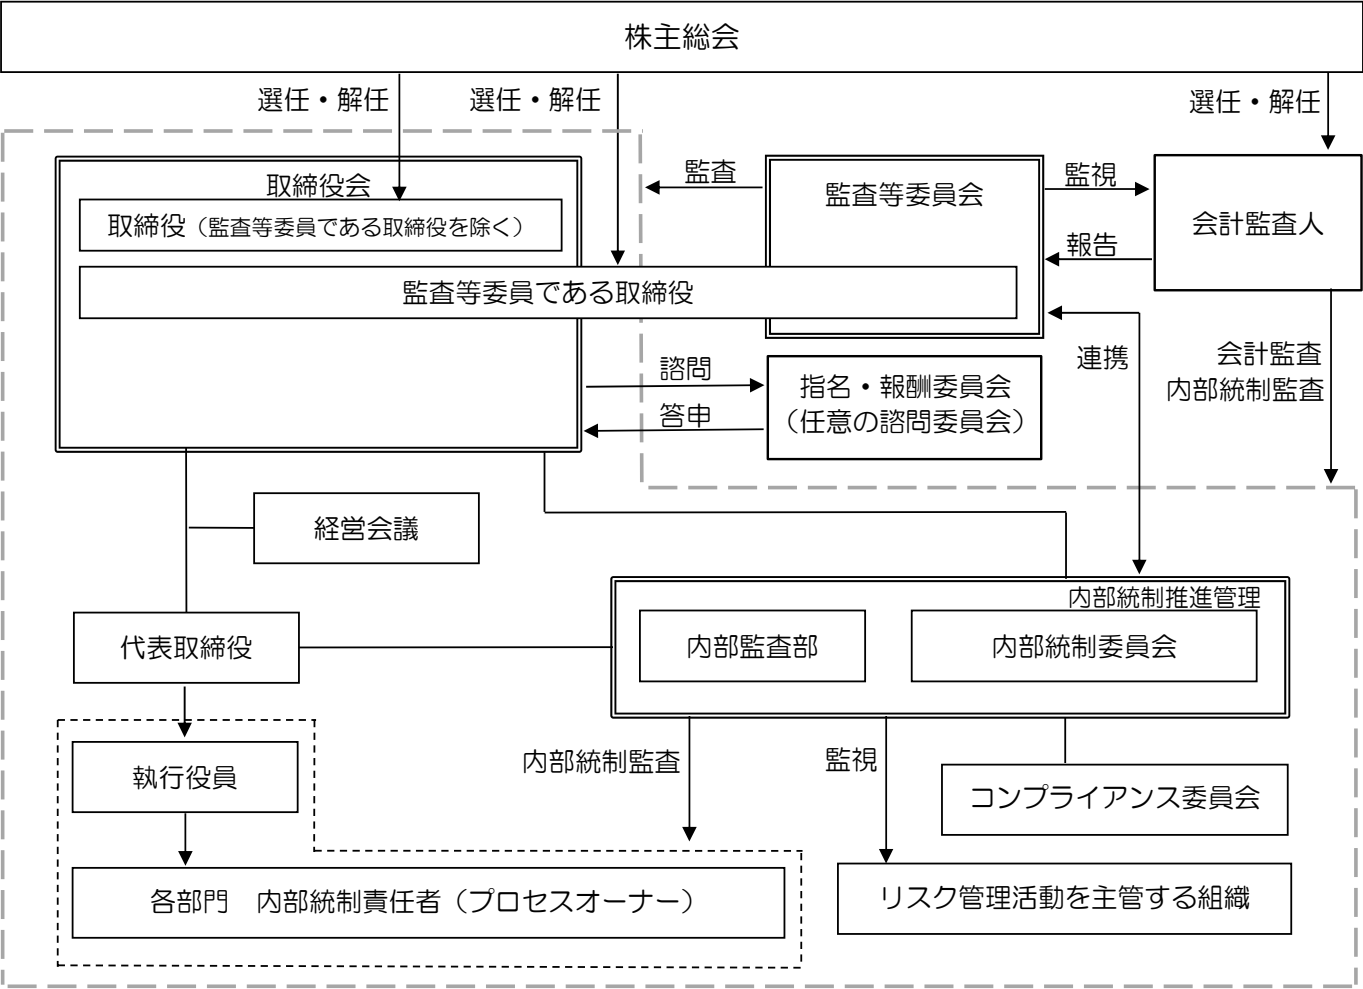 株主総会
選任・解任
選任・解任
選任・解任
取締役会
取締役（監査等委員である取締役を除く）
監査等委員である取締役
監査
監査等委員会
監視
報告
会計監査人
諮問
答申
指名・報酬委員会
（任意の諮問委員会）
連携
会計監査
内部統制監査
経営会議
内部統制推進管理
代表取締役
内部監査部
内部統制委員会
執行役員
内部統制監査
監視
コンプライアンス委員会
各部門　内部統制責任者（プロセスオーナー）
リスク管理活動を主管する組織